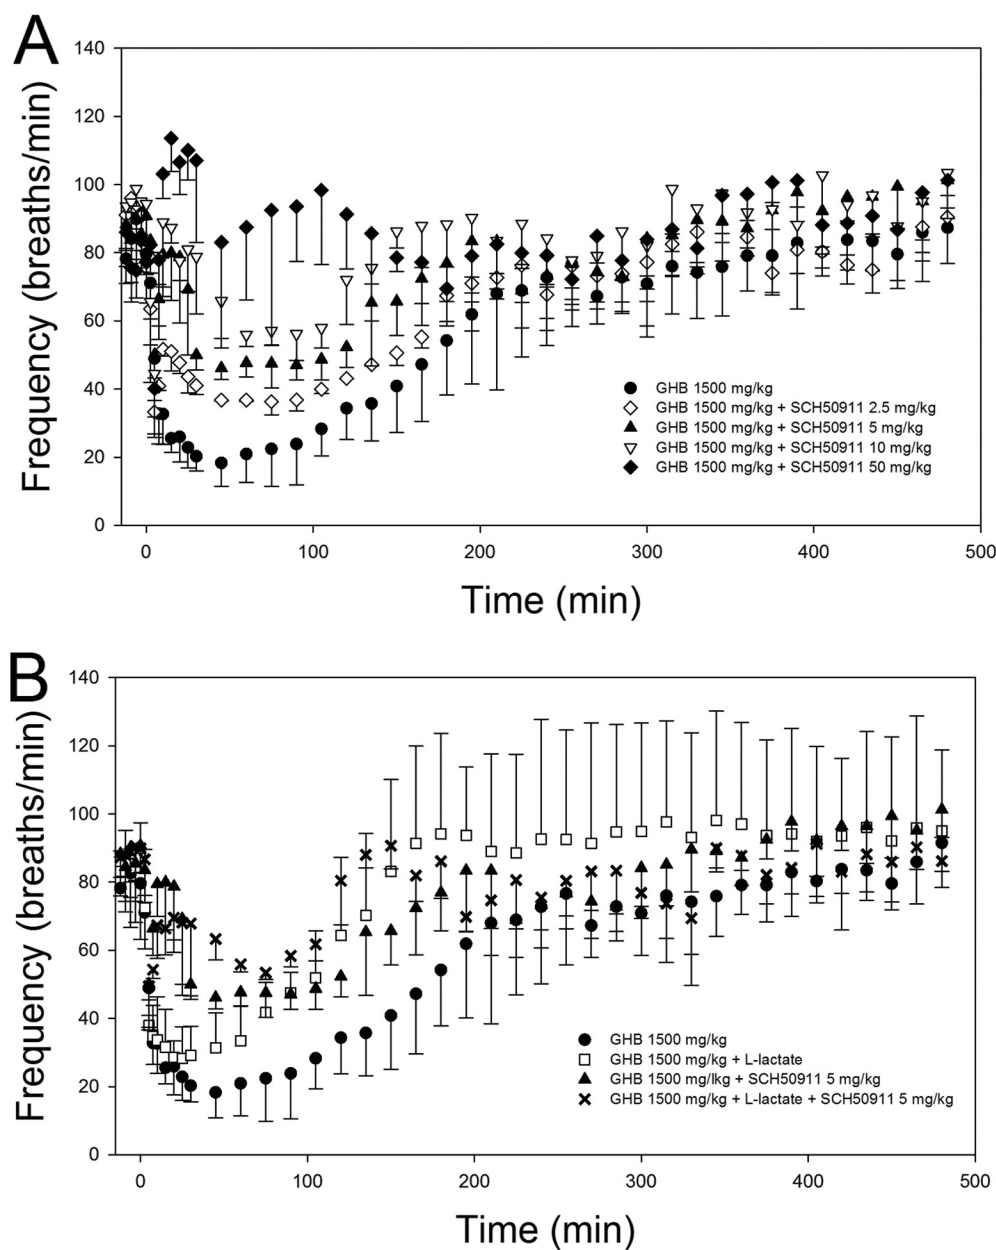 A
140
120
100
80
60
40
20
0
Frequency (breaths/min)
GHB 1500 mg/kg
GHB 1500 mg/kg + SCH50911 2.5 mg/kg
GHB 1500 mg/kg + SCH50911 5 mg/kg
GHB 1500 mg/kg + SCH50911 10 mg/kg
GHB 1500 mg/kg + SCH50911 50 mg/kg
0 100 200 300 400 500
Time (min)
B
140
120
100
80
60
40
20
0
Frequency (breaths/min)
GHB 1500 mg/kg
GHB 1500 mg/kg + L-lactate
GHB 1500 mg/lkg + SCH50911 5 mg/kg
GHB 1500 mg/kg + L-lactate + SCH50911 5 mg/kg
0 100 200 300 400 500
Time (min)